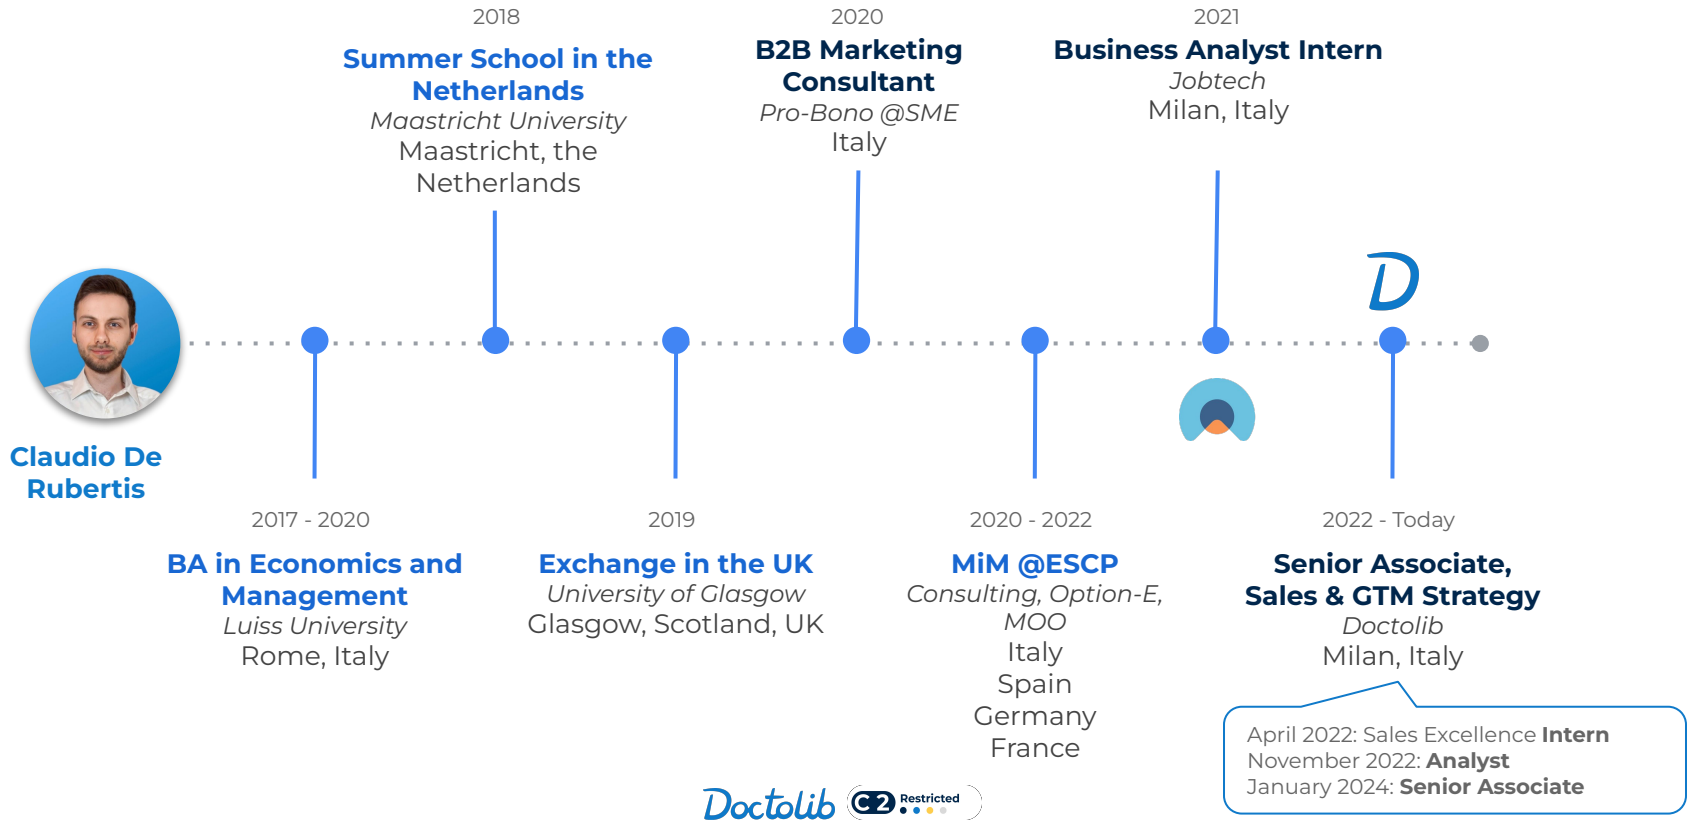 2018
Summer School in the
Netherlands
Maastricht University
Maastricht, the
Netherlands
2020
B2B Marketing
Consultant
Pro-Bono @SME
Italy
2021
Business Analyst Intern
Jobtech
Milan, Italy
D
Claudio De
Rubertis
2017 - 2020
BA in Economics and
Management
Luiss University
Rome, Italy
2019
Exchange in the UK
University of Glasgow
Glasgow, Scotland, UK
2020 - 2022
MiM @ESCP
Consulting, Option-E,
MOO
Italy
Spain
Germany
France
2022 - Today
Senior Associate,
Sales & GTM Strategy
Doctolib
Milan, Italy
April 2022: Sales Excellence Intern
November 2022: Analyst
January 2024: Senior Associate
Doctolib
C2 Restricted